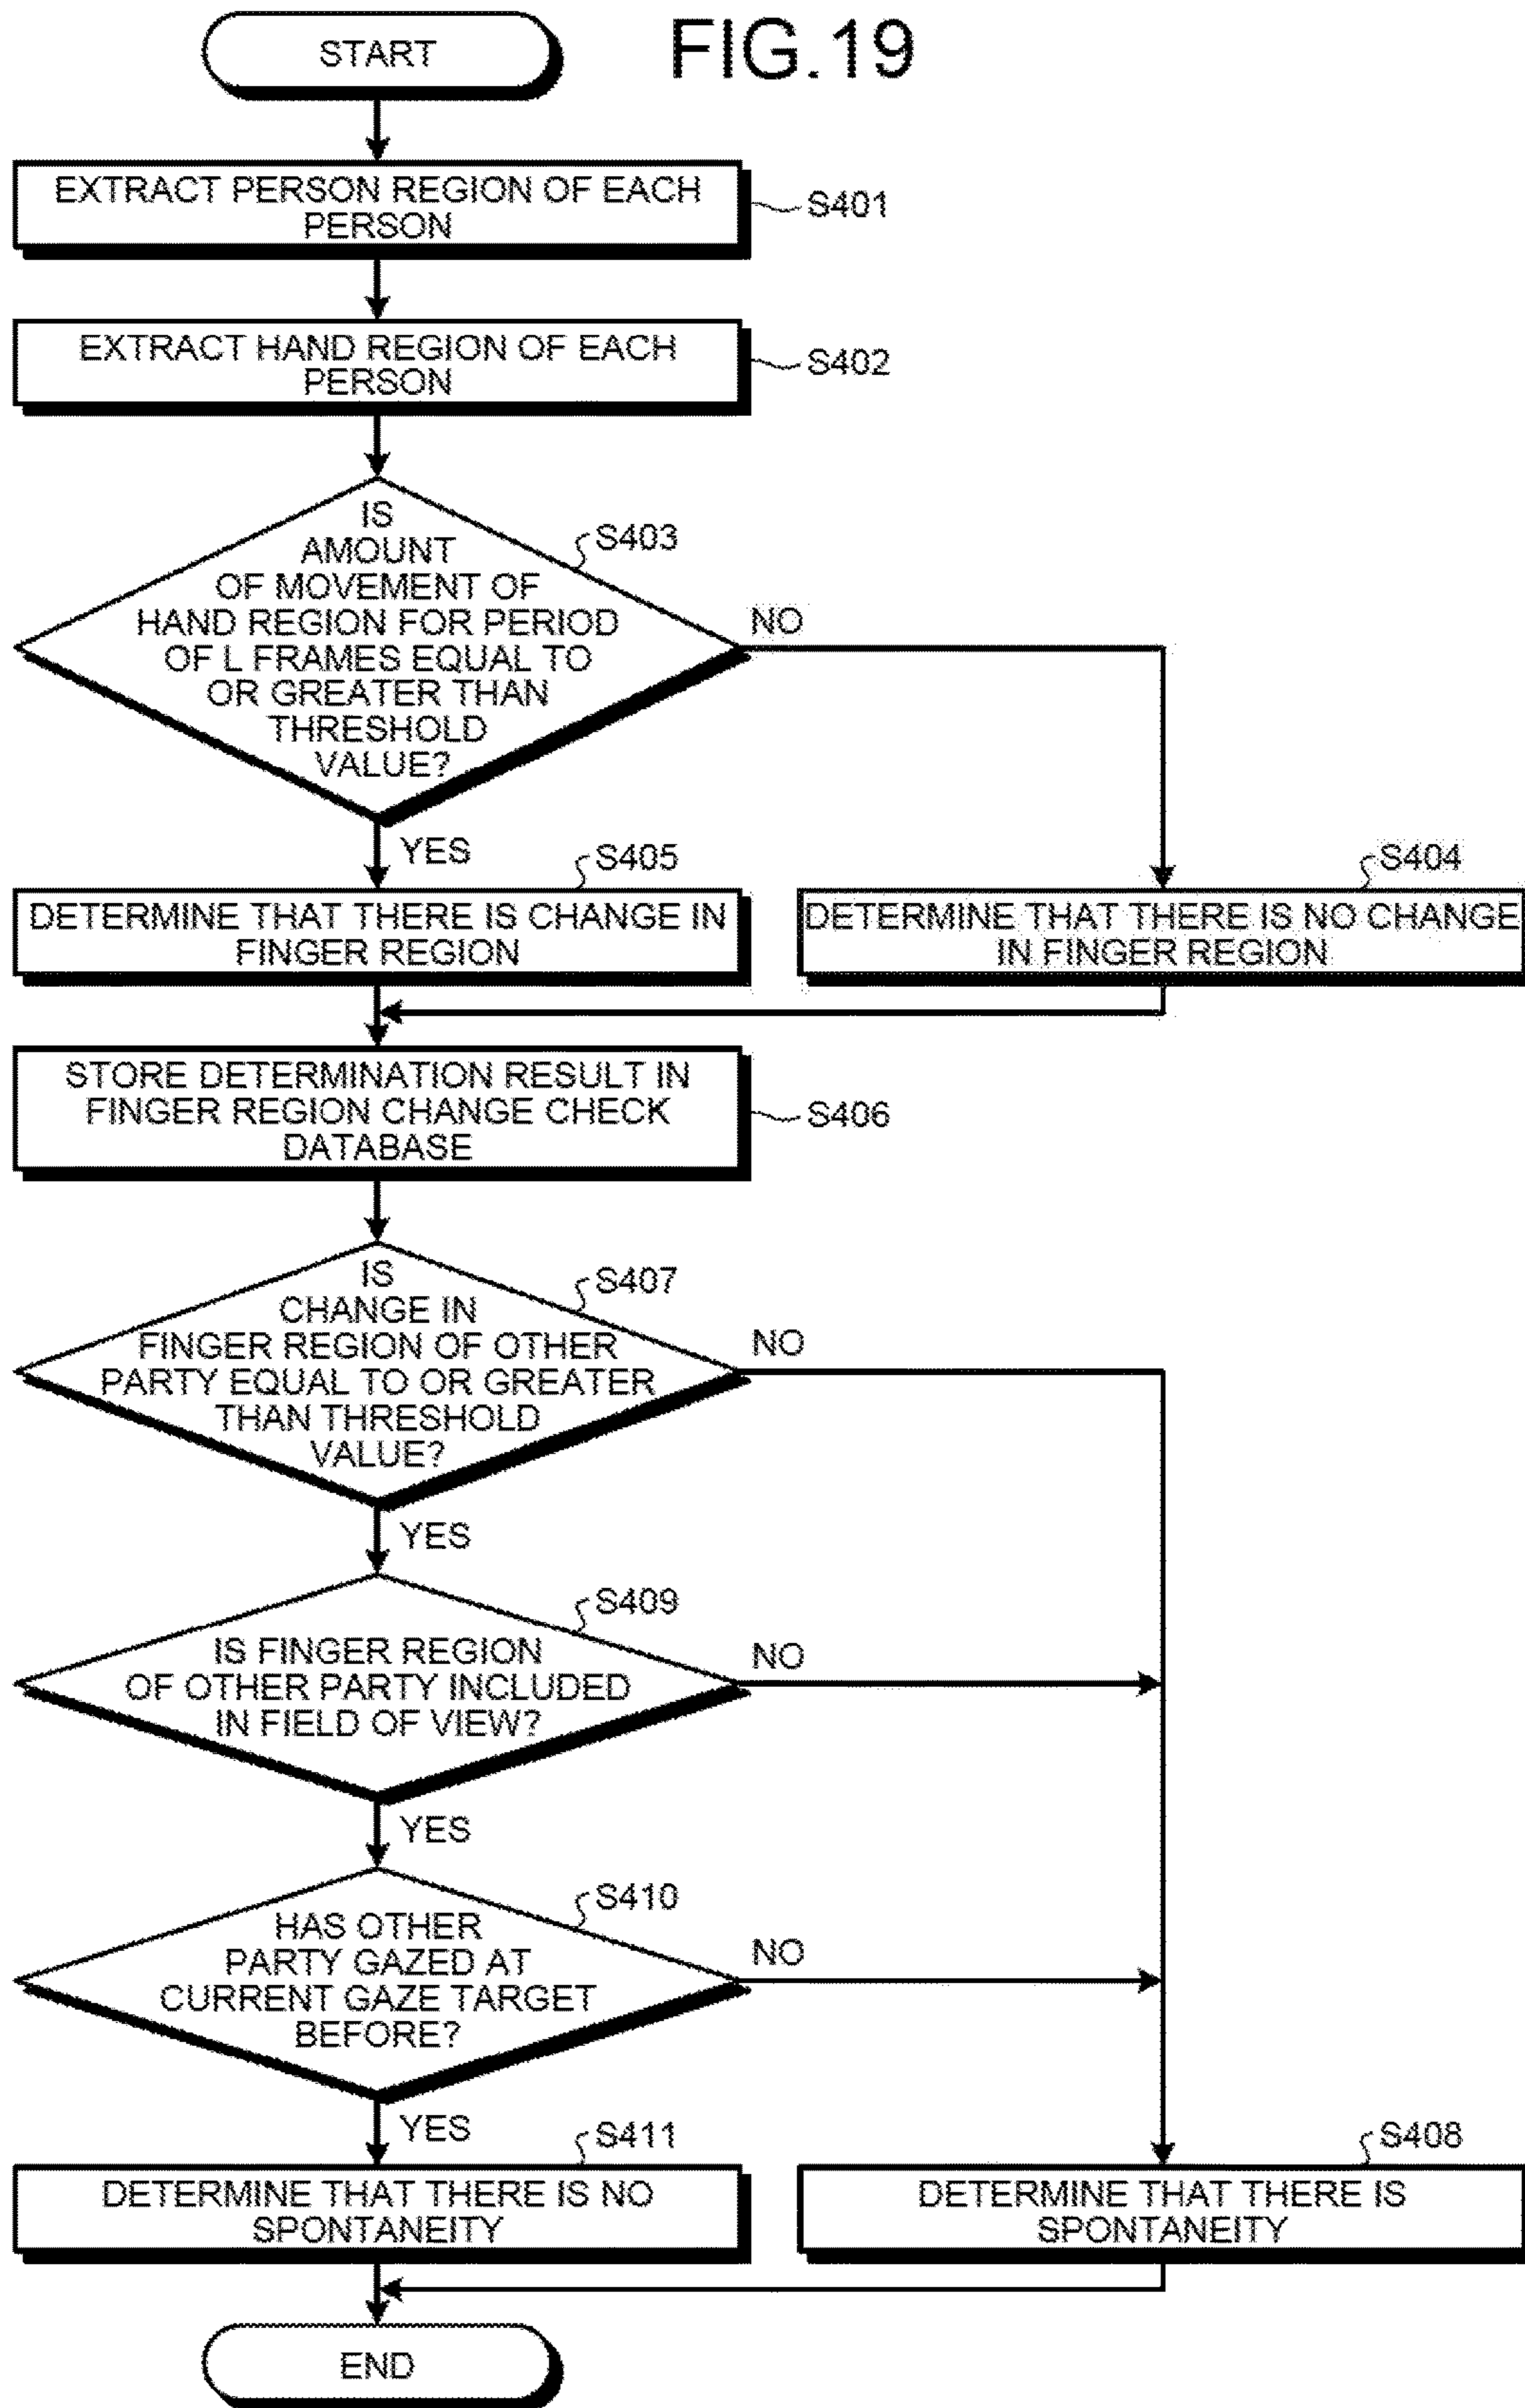 FIG.19
START
EXTRACT PERSON REGION OF EACH
PERSON
S401
EXTRACT HAND REGION OF EACH
PERSON
S402
IS
AMOUNT
OF MOVEMENT OF
HAND REGION FOR PERIOD
OF L FRAMES EQUAL TO
OR GREATER THAN
THRESHOLD
VALUE?
S403
NO
YES
S405
DETERMINE THAT THERE IS CHANGE IN
FINGER REGION
S404
DETERMINE THAT THERE IS NO CHANGE
IN FINGER REGION
STORE DETERMINATION RESULT IN
FINGER REGION CHANGE CHECK
DATABASE
S406
IS
CHANGE IN
FINGER REGION OF OTHER
PARTY EQUAL TO OR GREATER
THAN THRESHOLD
VALUE?
S407
NO
YES
S409
IS FINGER REGION
OF OTHER PARTY INCLUDED
IN FIELD OF VIEW?
NO
YES
S410
HAS OTHER
PARTY GAZED AT
CURRENT GAZE TARGET
BEFORE?
NO
YES
S411
DETERMINE THAT THERE IS NO
SPONTANEITY
S408
DETERMINE THAT THERE IS
SPONTANEITY
END